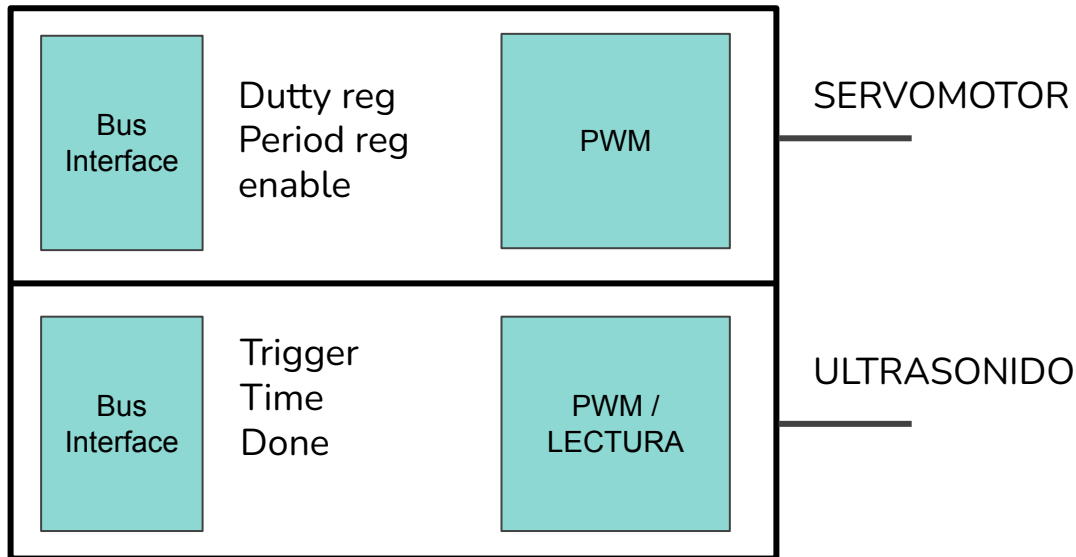 Bus
Interface
Dutty reg
Period reg
enable
PWM
SERVOMOTOR
Bus
Interface
Trigger
Time
Done
PWM /
LECTURA
ULTRASONIDO